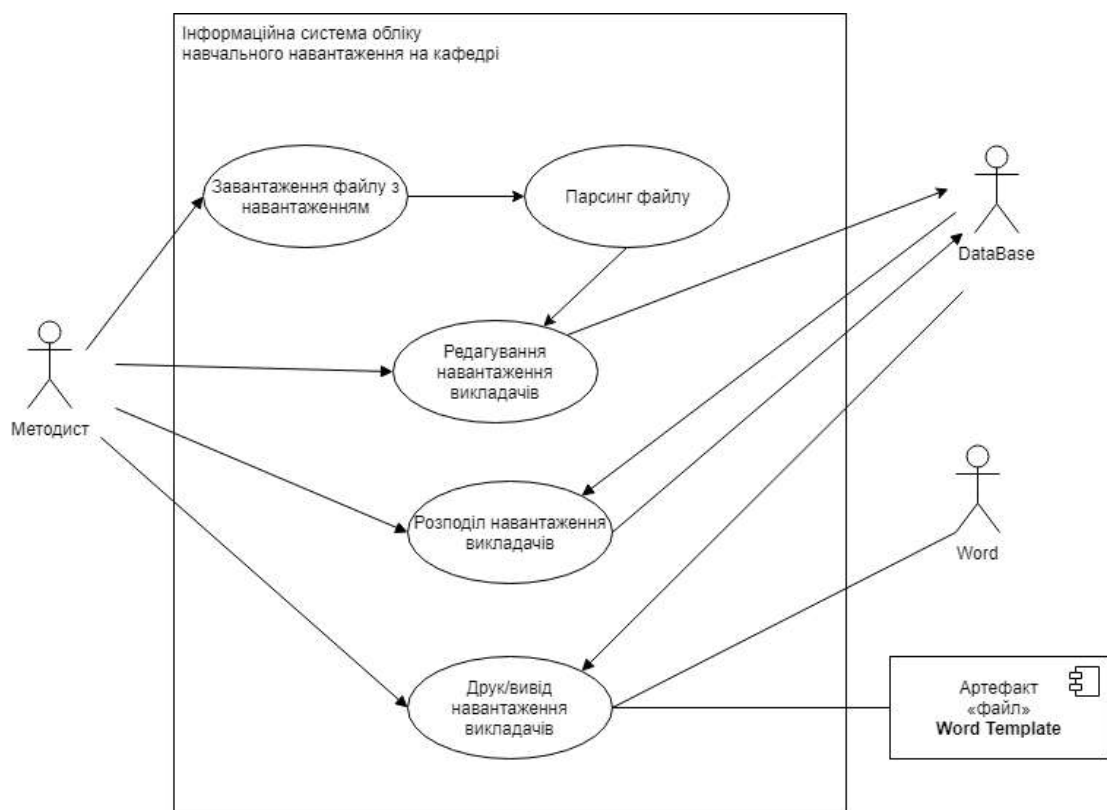 Інформаційна система обліку
навчального навантаження на кафедрі
Завантаження файлу з
навантаженням
Парсинг файлу
DataBase
Редагування
навантаження
викладачів
Методист
Розподіл навантаження
викладачів
Word
Друк/вивід
навантаження
викладачів
Артефакт
«файл»
Word Template